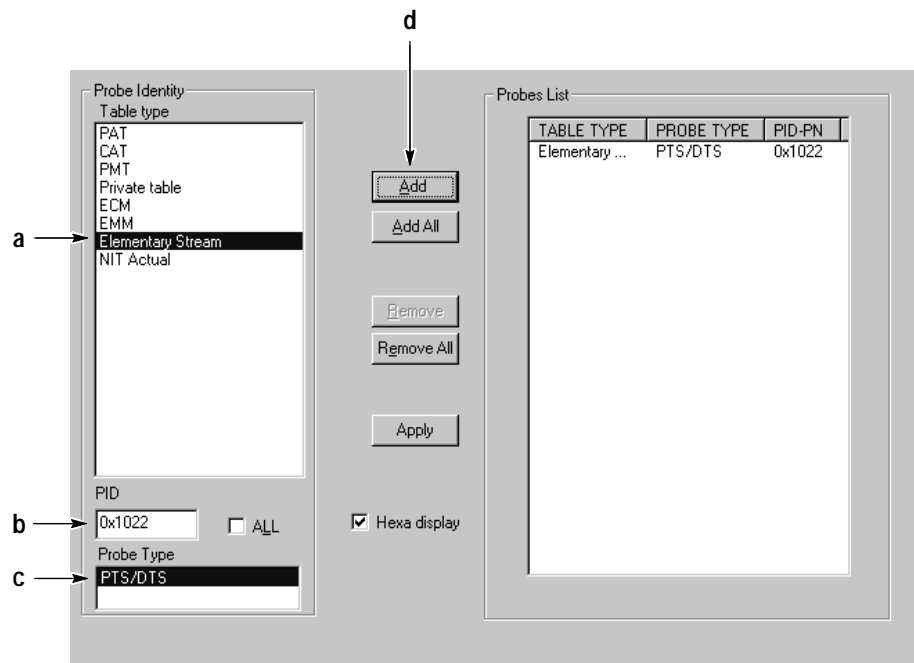 d
Probe Identity
Table type
PAT
CAT
PMT
Private table
ECM
EMM
a
Elementary Stream
NIT Actual
PID
b
0x1022
ALL
Probe Type
c
PTS/DTS
Add
Add All
Remove
Remove All
Apply
Hexa display
Probes List
TABLE TYPE PROBE TYPE PID-PN
Elementary ... PTS/DTS 0x1022